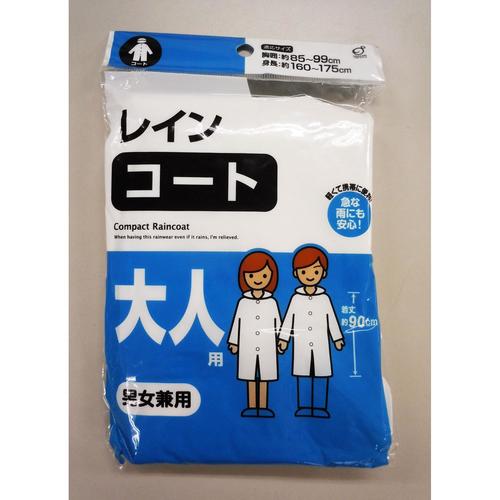 コート
適応サイズ
胸囲:約85~99cm
身長:約160~175cm
レイン
コート
Compact Raincoat
When having this rainwear even if it rains, I'm relieved.
軽くて携帯に便利!
急な
雨にも
安心!
大人用
着丈
約90cm
男女兼用